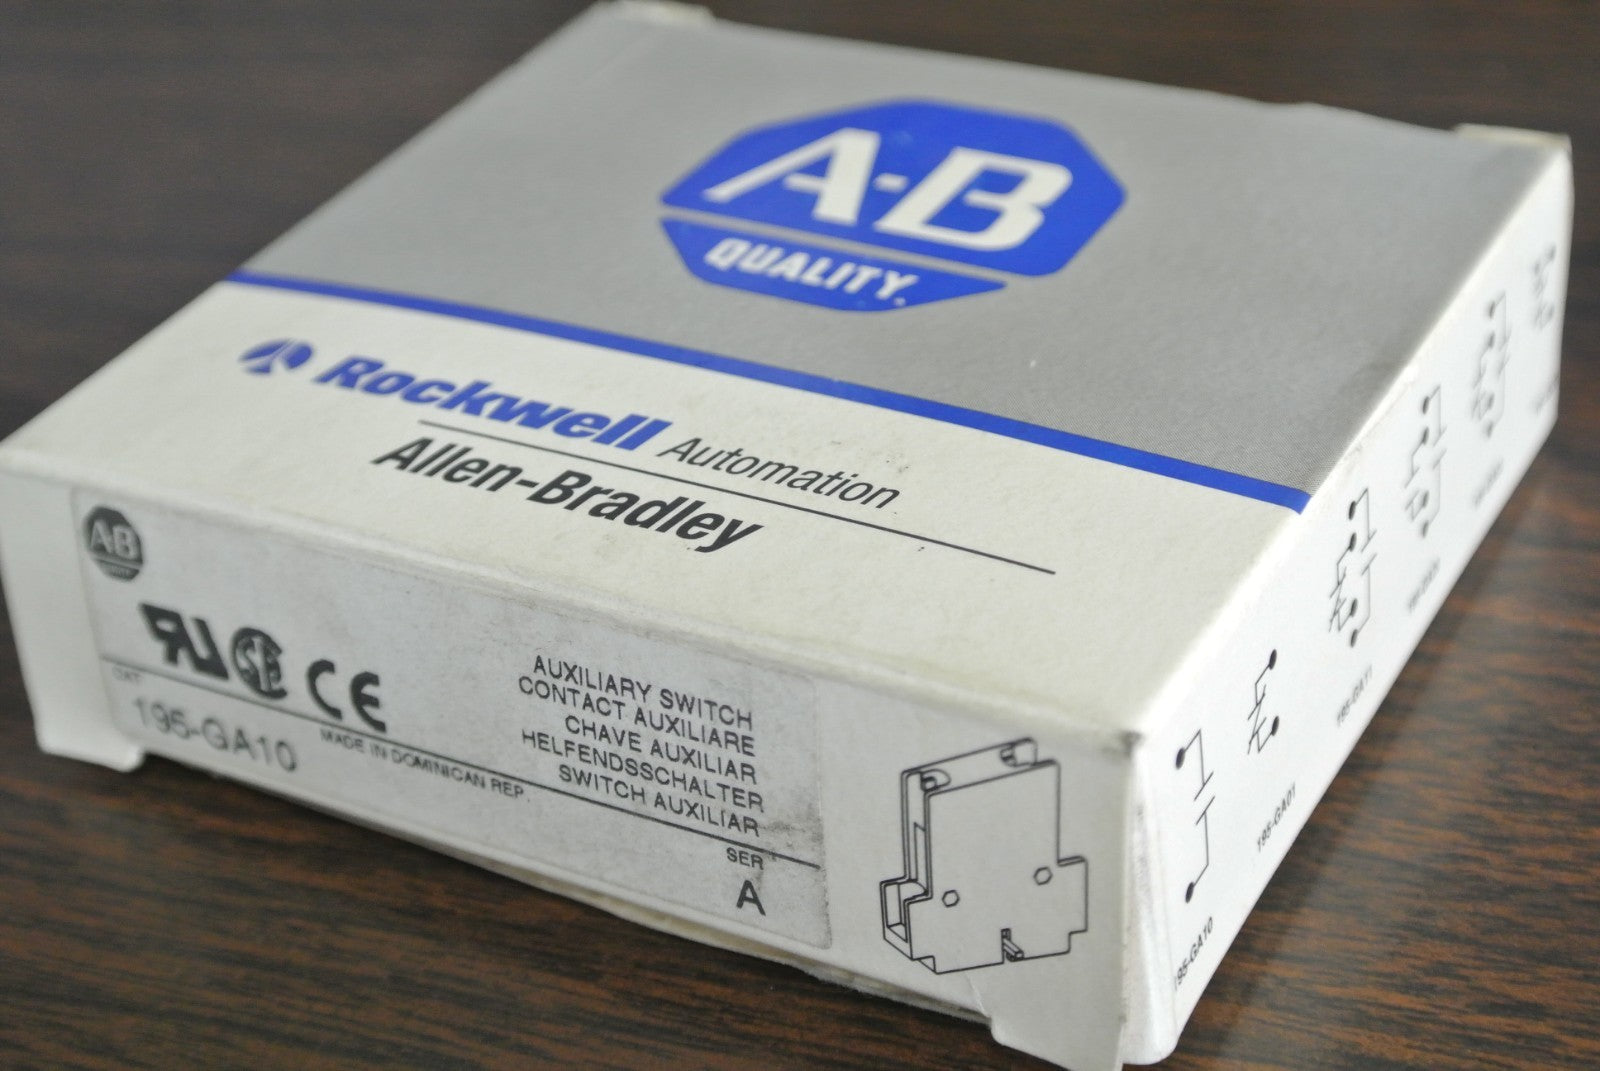 A-B
QUALITY.
Rockwell Automation
Allen-Bradley
A-B
QUALITY
CE
AUXILIARY SWITCH
CONTACT AUXILIARE
CHAVE AUXILIAR
HELFENDSSCHALTER
SWITCH AUXILIAR
CAT
195-GA10
MADE IN DOMINICAN REP.
SER
A
195-GA10
195-GA01
195-GA11